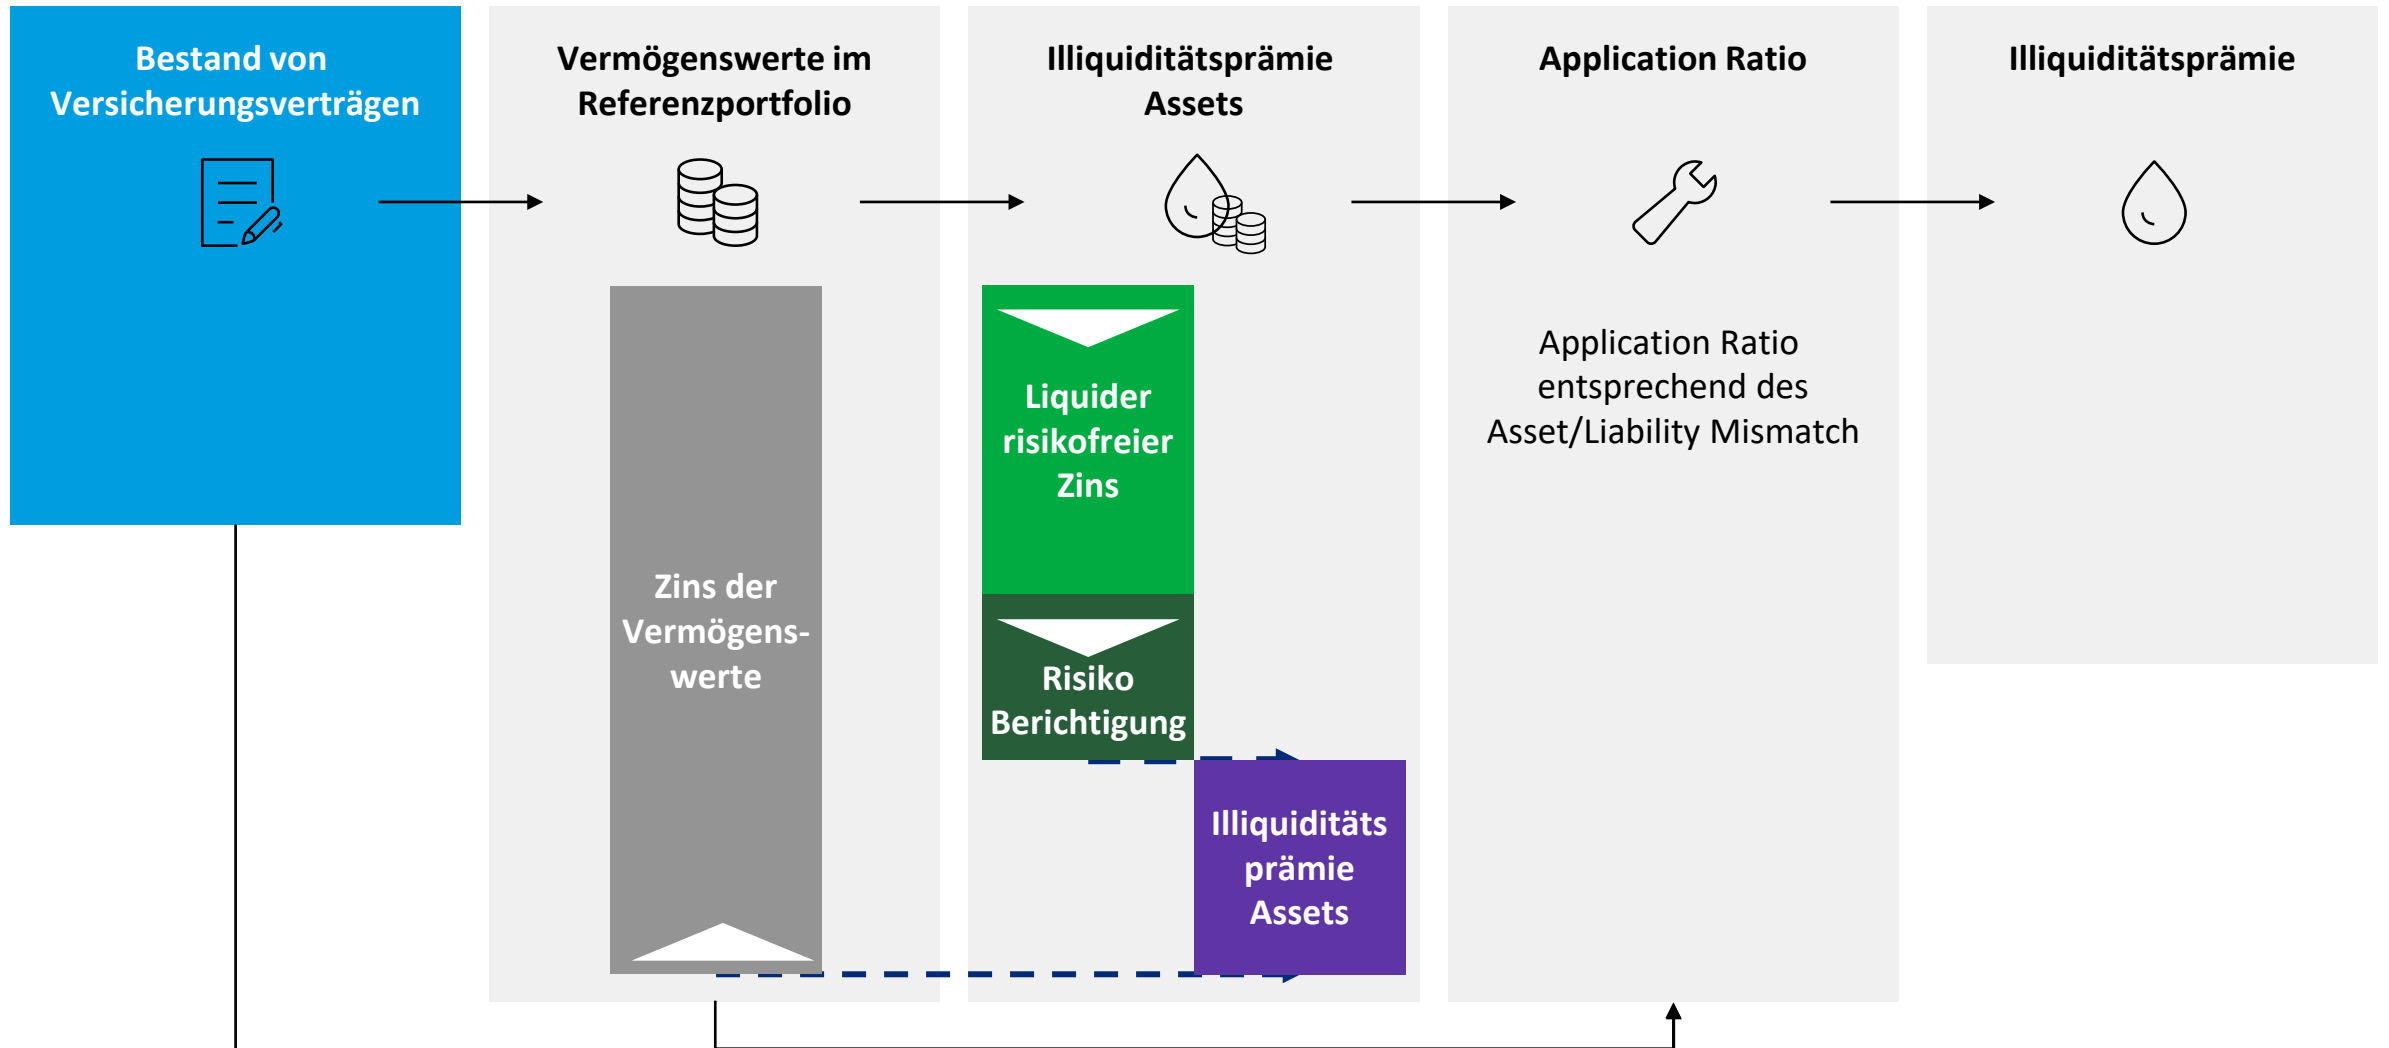 Bestand von
Versicherungsverträgen
Vermögenswerte im
Referenzportfolio
Illiquiditätsprämie
Assets
Application Ratio
Illiquiditätsprämie
Zins der
Vermögens-
werte
Liquider
risikofreier
Zins
Risiko
Berichtigung
Illiquiditäts
prämie
Assets
Application Ratio
entsprechend des
Asset/Liability Mismatch